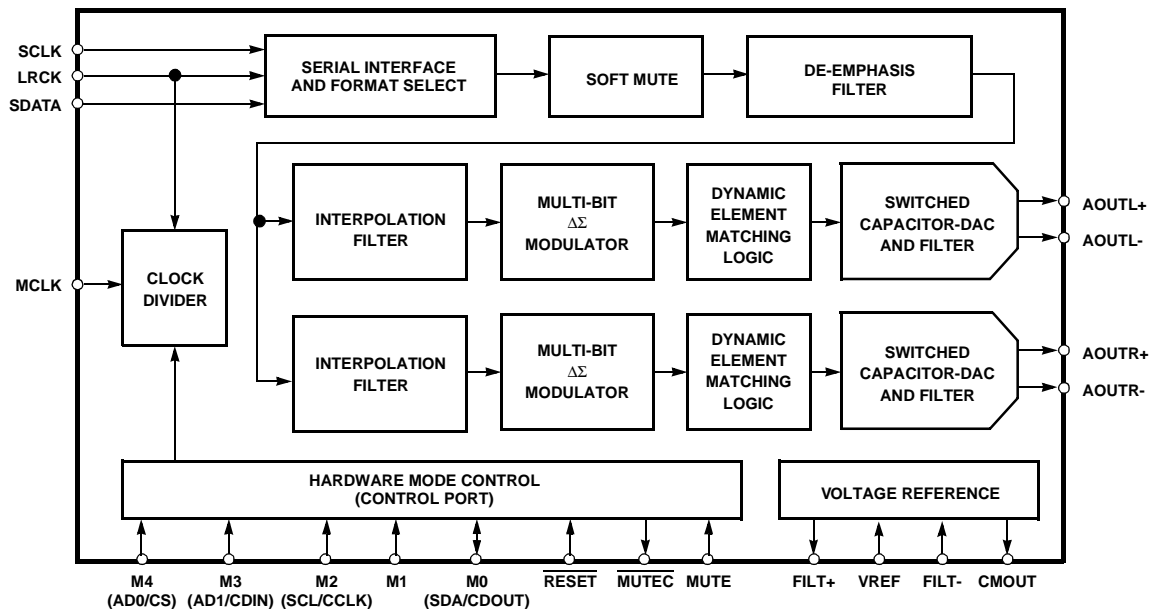 SCLK
LRCK
SDATA
SERIAL INTERFACE
AND FORMAT SELECT
SOFT MUTE
DE-EMPHASIS
FILTER
INTERPOLATION
FILTER
MULTI-BIT
ΔΣ
MODULATOR
DYNAMIC
ELEMENT
MATCHING
LOGIC
SWITCHED
CAPACITOR-DAC
AND FILTER
AOUTL+
AOUTL-
MCLK
CLOCK
DIVIDER
INTERPOLATION
FILTER
MULTI-BIT
ΔΣ
MODULATOR
DYNAMIC
ELEMENT
MATCHING
LOGIC
SWITCHED
CAPACITOR-DAC
AND FILTER
AOUTR+
AOUTR-
HARDWARE MODE CONTROL
(CONTROL PORT)
VOLTAGE REFERENCE
M4
(AD0/CS)
M3
(AD1/CDIN)
M2
(SCL/CCLK)
M1
M0
(SDA/CDOUT)
RESET
MUTEC
MUTE
FILT+
VREF
FILT-
CMOUT